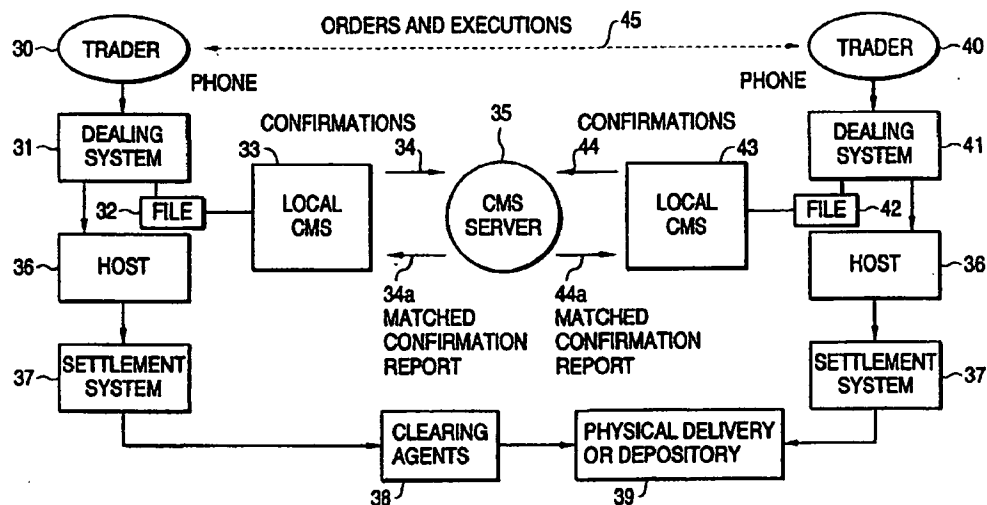 ORDERS AND EXECUTIONS 45
30 TRADER
TRADER 40
PHONE
PHONE
31 DEALING
SYSTEM
CONFIRMATIONS
33 34
35
CONFIRMATIONS
44 43
DEALING
SYSTEM 41
32 FILE
LOCAL
CMS
CMS
SERVER
LOCAL
CMS
FILE 42
36 HOST
HOST 36
34a
MATCHED
CONFIRMATION
REPORT
44a
MATCHED
CONFIRMATION
REPORT
37 SETTLEMENT
SYSTEM
SETTLEMENT
SYSTEM 37
CLEARING
AGENTS
38
PHYSICAL DELIVERY
OR DEPOSITORY
39